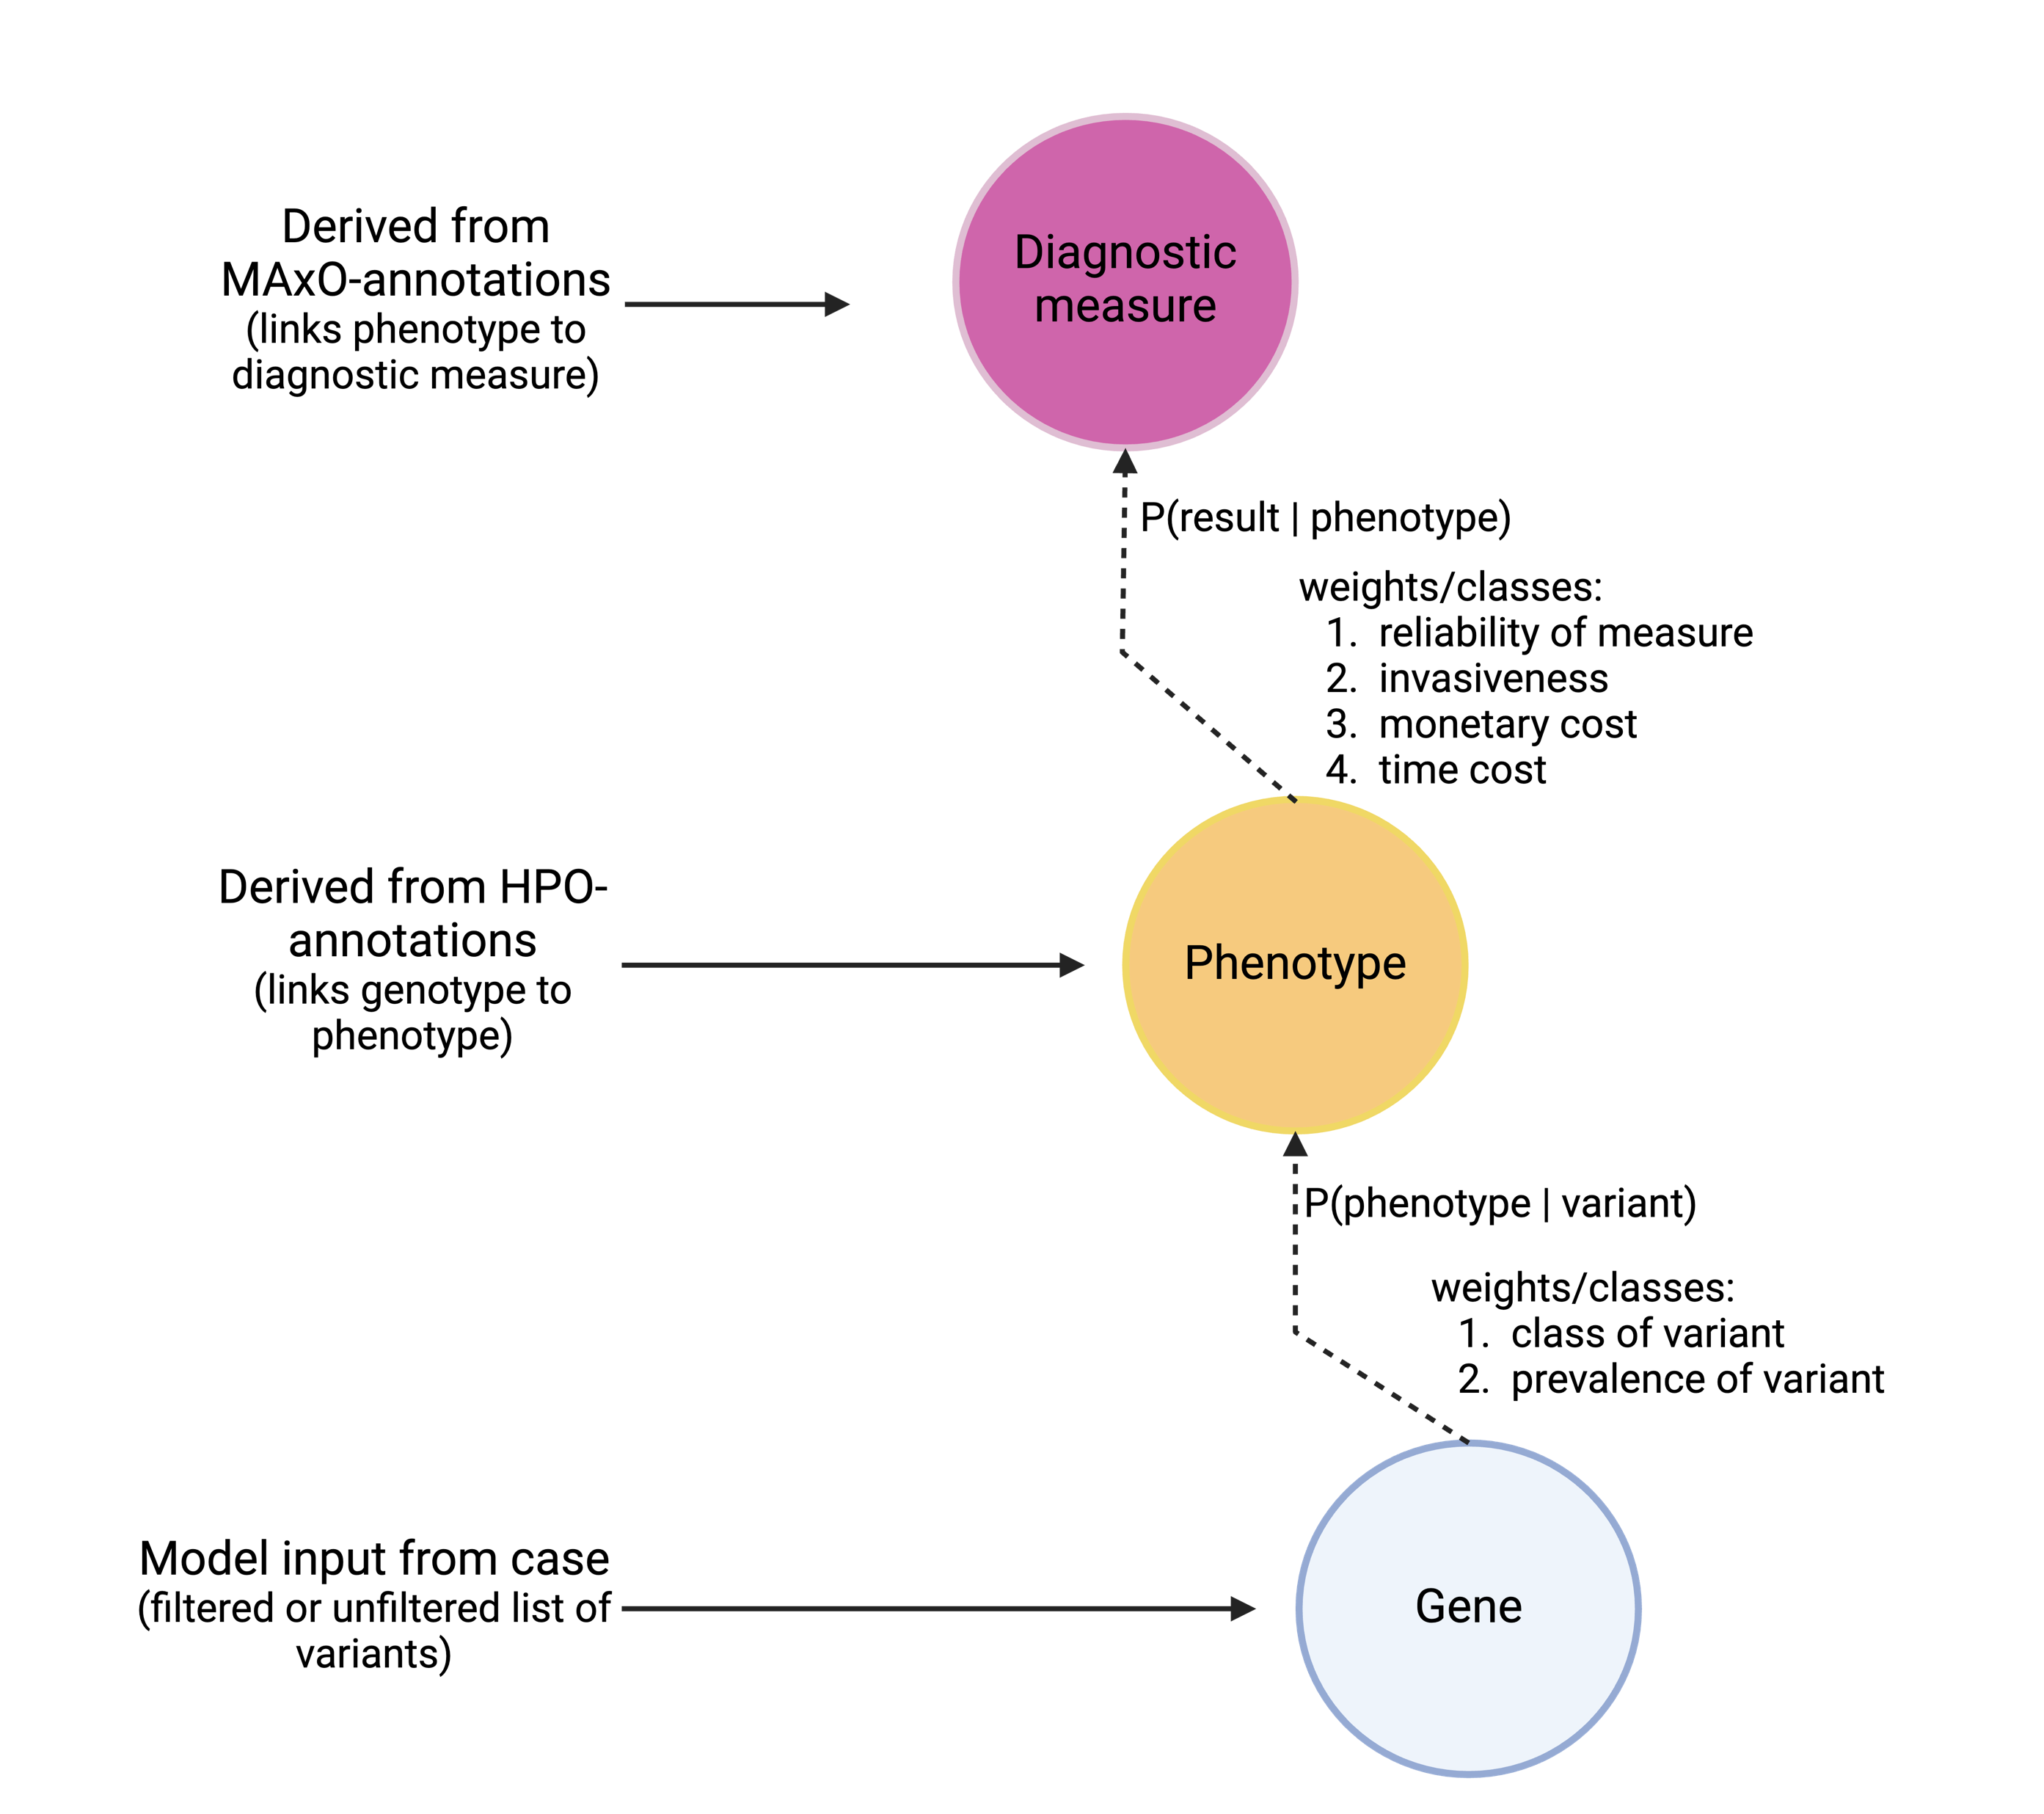 Derived from
MAxO-annotations
(links phenotype to
diagnostic measure)
Diagnostic
measure
P(result | phenotype)
weights/classes:
1. reliability of measure
2. invasiveness
3. monetary cost
4. time cost
Derived from HPO-
annotations
(links genotype to
phenotype)
Phenotype
P(phenotype | variant)
weights/classes:
1. class of variant
2. prevalence of variant
Model input from case
(filtered or unfiltered list of
variants)
Gene